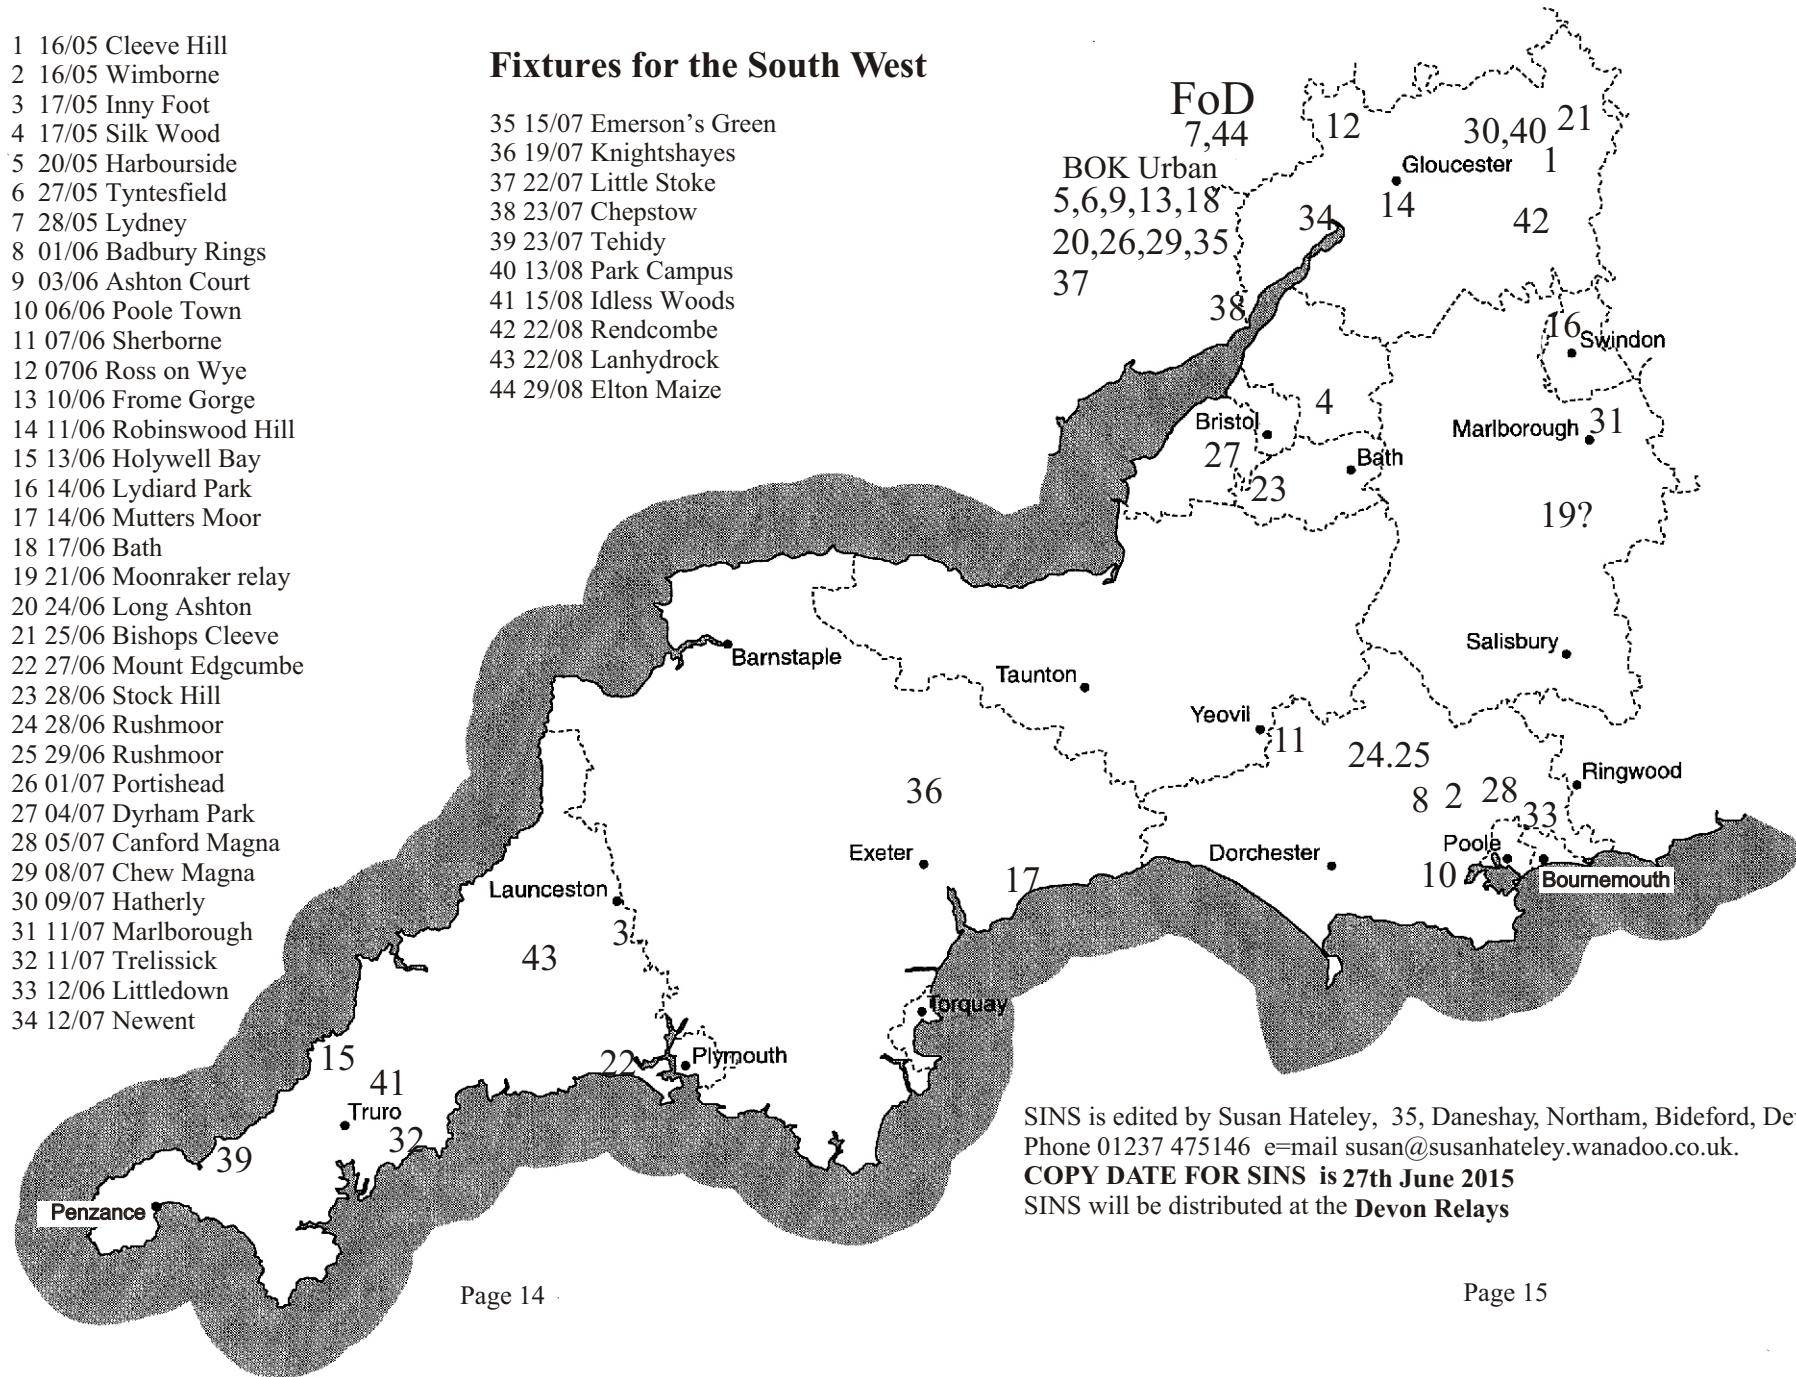 1 16/05 Cleeve Hill
2 16/05 Wimborne
3 17/05 Inny Foot
4 17/05 Silk Wood
5 20/05 Harbourside
6 27/05 Tyntesfield
7 28/05 Lydney
8 01/06 Badbury Rings
9 03/06 Ashton Court
10 06/06 Poole Town
11 07/06 Sherborne
12 0706 Ross on Wye
13 10/06 Frome Gorge
14 11/06 Robinswood Hill
15 13/06 Holywell Bay
16 14/06 Lydiard Park
17 14/06 Mutters Moor
18 17/06 Bath
19 21/06 Moonraker relay
20 24/06 Long Ashton
21 25/06 Bishops Cleeve
22 27/06 Mount Edgcumbe
23 28/06 Stock Hill
24 28/06 Rushmoor
25 29/06 Rushmoor
26 01/07 Portishead
27 04/07 Dyrham Park
28 05/07 Canford Magna
29 08/07 Chew Magna
30 09/07 Hatherly
31 11/07 Marlborough
32 11/07 Trelissick
33 12/06 Littledown
34 12/07 Newent
Fixtures for the South West
35 15/07 Emerson’s Green
36 19/07 Knightshayes
37 22/07 Little Stoke
38 23/07 Chepstow
39 23/07 Tehidy
40 13/08 Park Campus
41 15/08 Idless Woods
42 22/08 Rendcombe
43 22/08 Lanhydrock
44 29/08 Elton Maize
FoD
7,44
BOK Urban
5,6,9,13,18
20,26,29,35
37
12
30,40
21
Gloucester
1
14
34
42
38
16
Swindon
4
Bristol
Marlborough
31
27
Bath
23
19?
Salisbury
Barnstaple
Taunton
Yeovil
11
24.25
Ringwood
36
8
2
28
33
Exeter
Dorchester
Poole
10
Bournemouth
17
Launceston
3
43
Torquay
15
22
Plymouth
41
Truro
32
39
Penzance
SINS is edited by Susan Hateley, 35, Daneshay, Northam, Bideford, De
Phone 01237 475146 e=mail susan@susanhateley.wanadoo.co.uk.
COPY DATE FOR SINS is 27th June 2015
SINS will be distributed at the Devon Relays
Page 14
Page 15